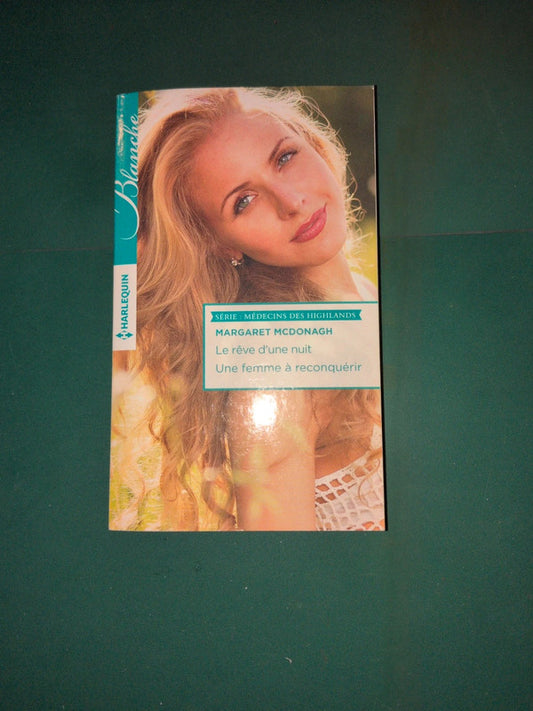 Blanche
HARLEQUIN
SÉRIE : MÉDECINS DES HIGHLANDS
MARGARET MCDONAGH
Le rêve d'une nuit
Une femme à reconquérir